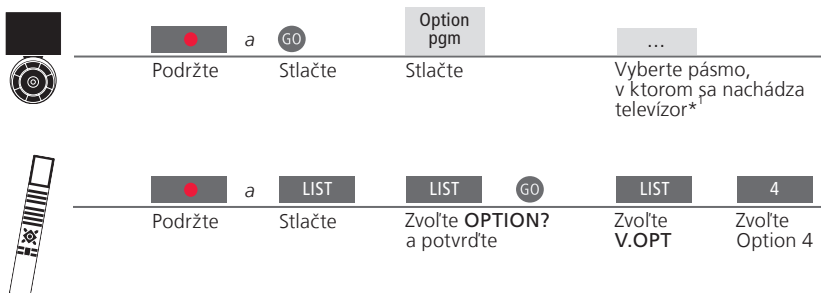 Option
pgm
a GO ...
Podržte Stlačte Stlačte Vyberte pásmo,
v ktorom sa nachádza
televízor*1
a LIST LIST GO LIST 4
Podržte Stlačte Zvoľte OPTION? Zvoľte Zvoľte
a potvrďte V.OPT Option 4